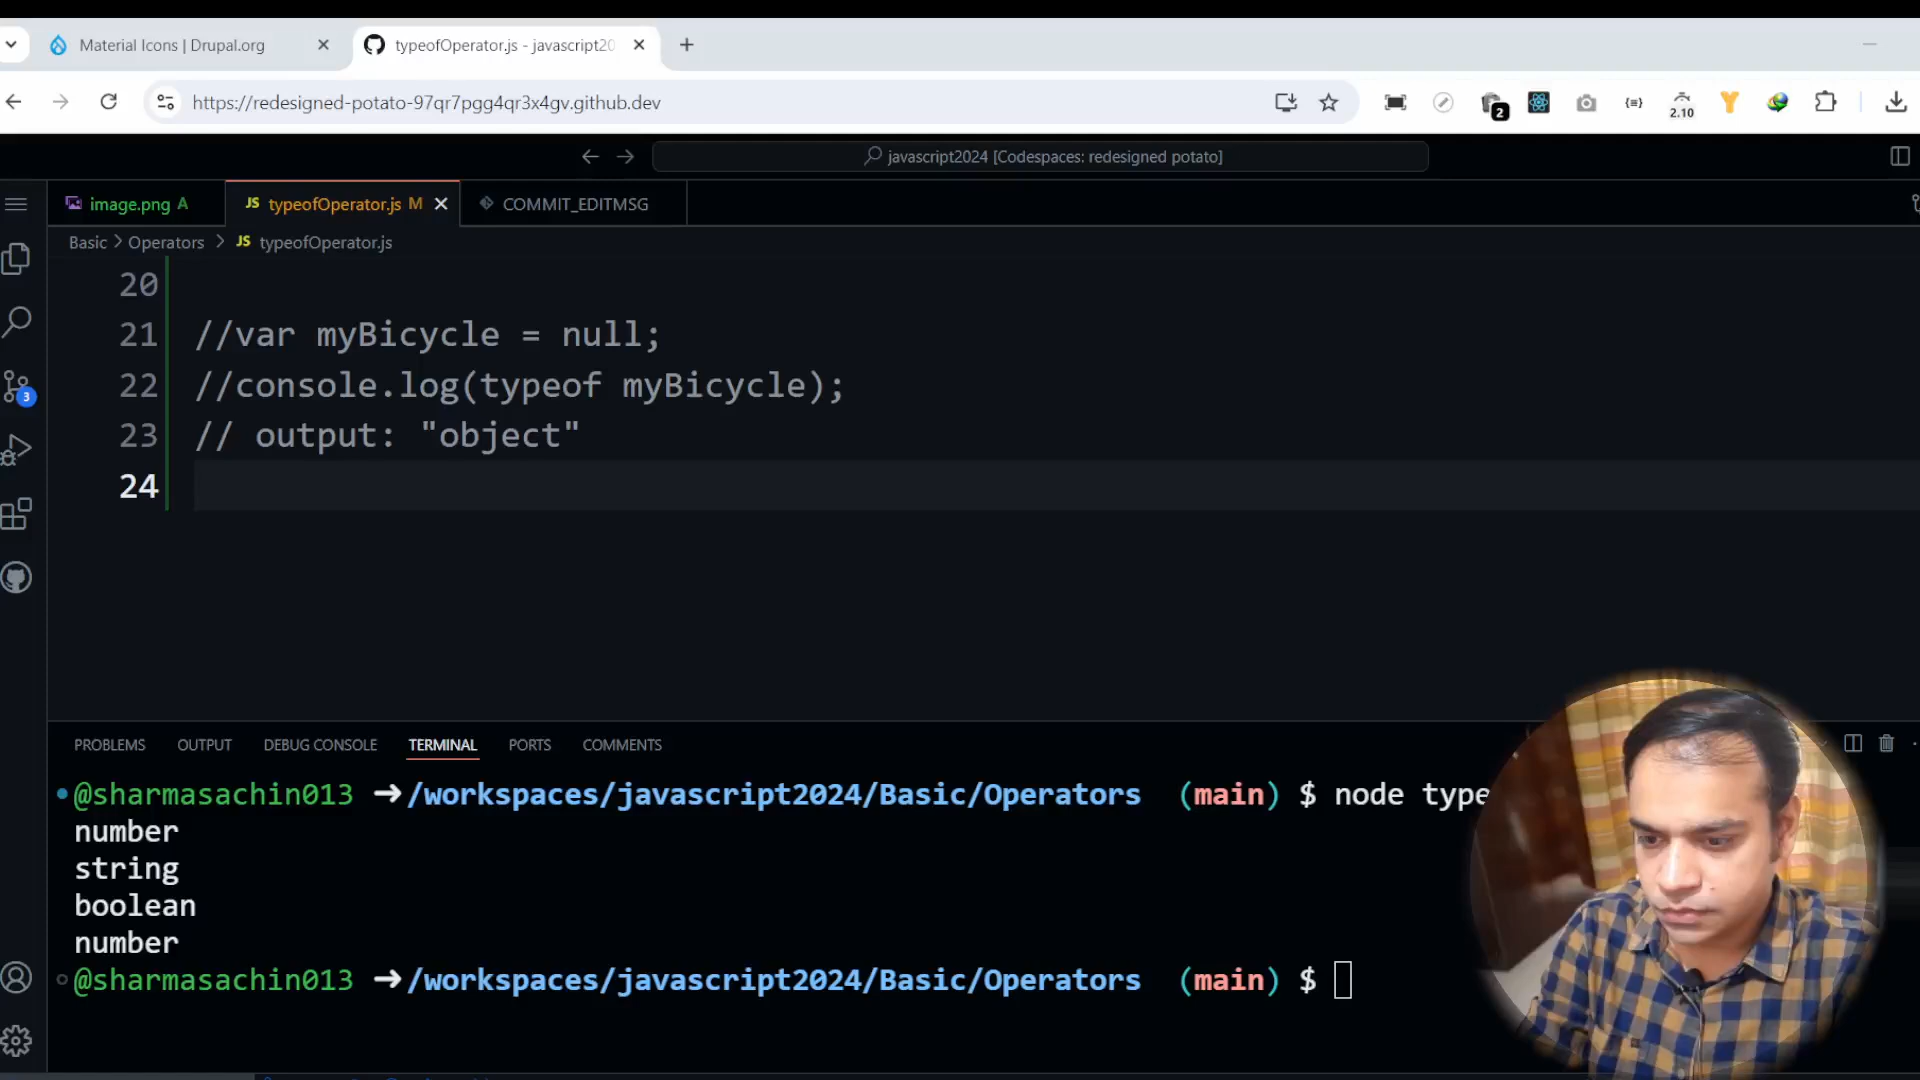 Material Icons | Drupal.org
typeofOperator.js - javascript20
https://redesigned-potato-97qr7pgg4qr3x4gv.github.dev
2
2.10
javascript2024 [Codespaces: redesigned potato]
image.png A
JS typeofOperator.js M
COMMIT_EDITMSG
Basic > Operators > JS typeofOperator.js
20
21 //var myBicycle = null;
22 //console.log(typeof myBicycle);
23 // output: "object"
24
3
PROBLEMS OUTPUT DEBUG CONSOLE TERMINAL PORTS COMMENTS
@sharmasachin013 ➜/workspaces/javascript2024/Basic/Operators (main) $ node type
number
string
boolean
number
@sharmasachin013 ➜/workspaces/javascript2024/Basic/Operators (main) $